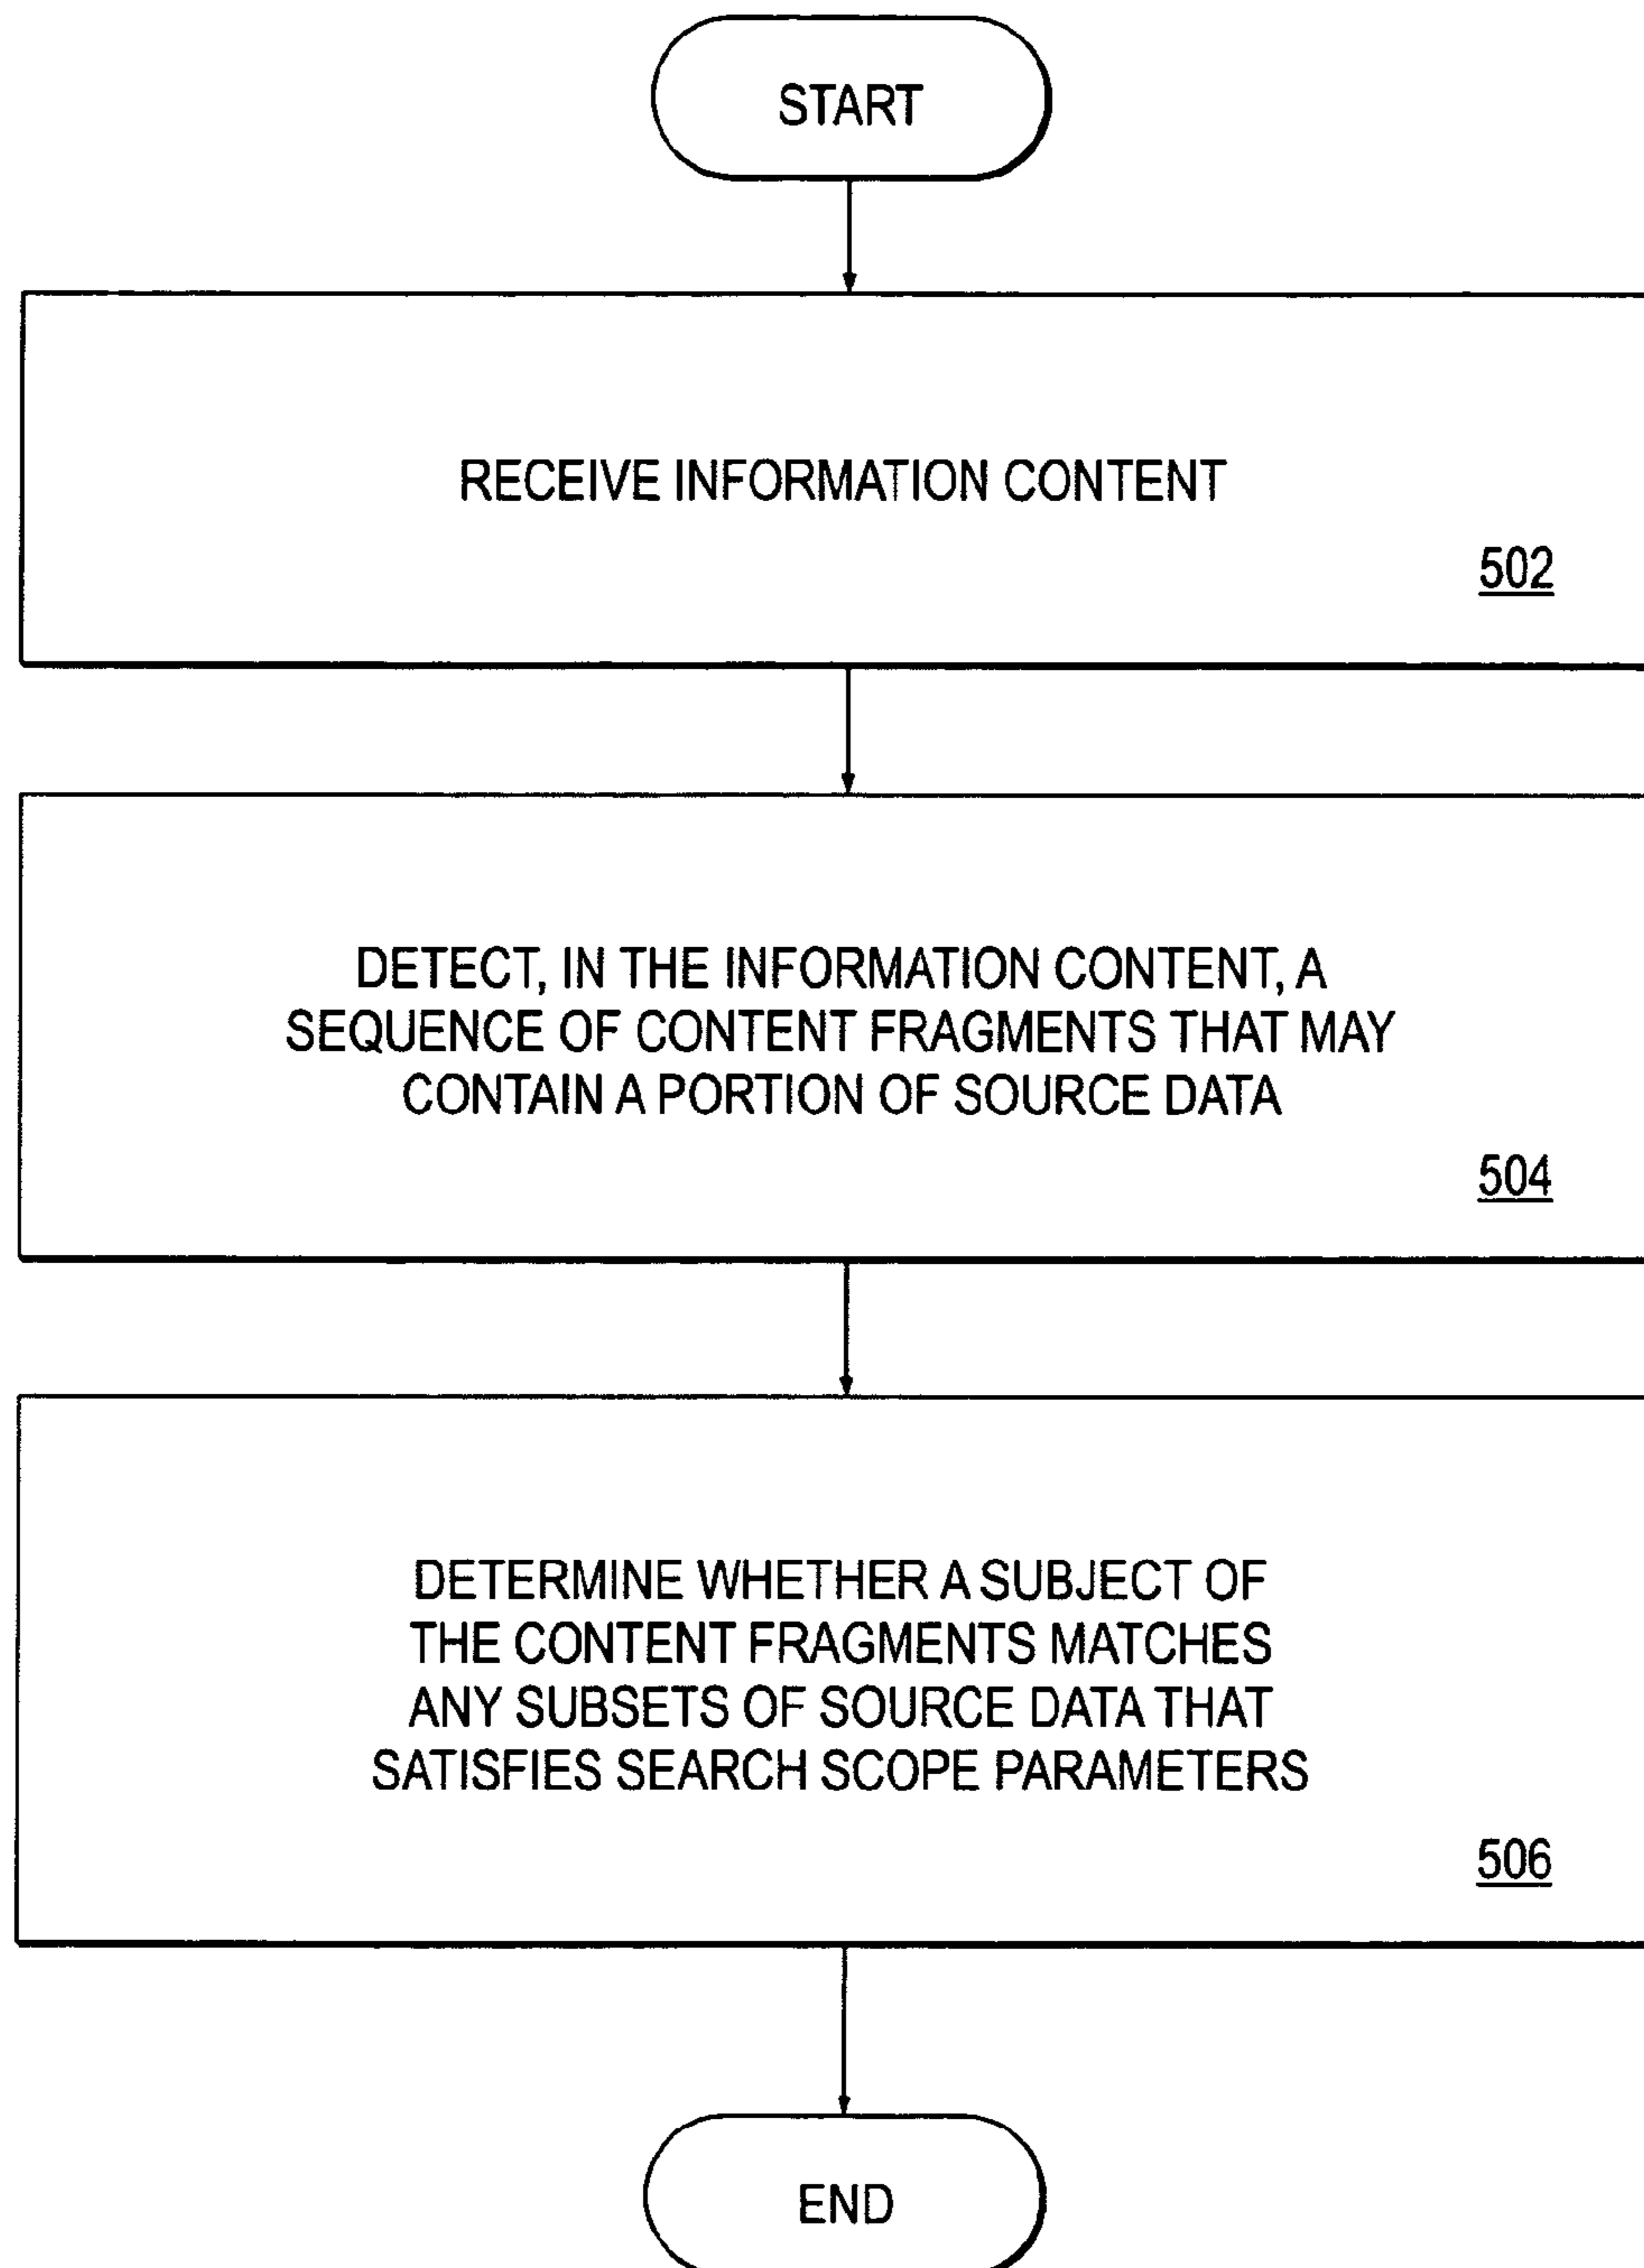 START
RECEIVE INFORMATION CONTENT
502
DETECT, IN THE INFORMATION CONTENT, A
SEQUENCE OF CONTENT FRAGMENTS THAT MAY
CONTAIN A PORTION OF SOURCE DATA
504
DETERMINE WHETHER A SUBJECT OF
THE CONTENT FRAGMENTS MATCHES
ANY SUBSETS OF SOURCE DATA THAT
SATISFIES SEARCH SCOPE PARAMETERS
506
END